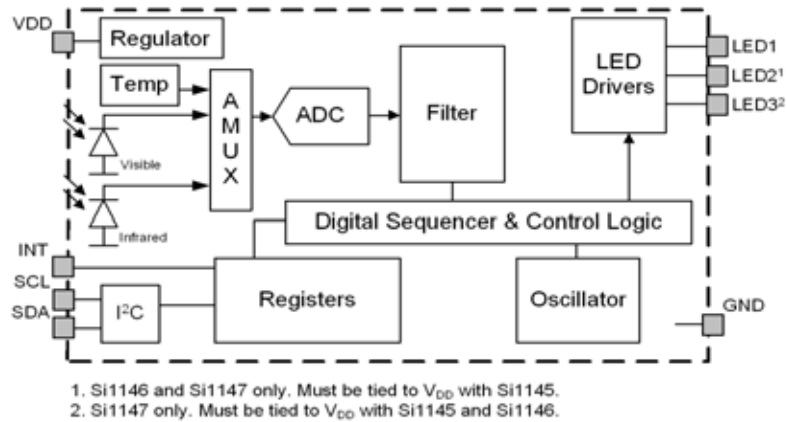 VDD
Regulator
LED1
LED2¹
LED3²
LED
Drivers
Temp
A
M
U
X
ADC
Filter
Visible
Infrared
Digital Sequencer & Control Logic
INT
SCL
SDA
I²C
Registers
Oscillator
GND
1. Si1146 and Si1147 only. Must be tied to VDD with Si1145.
2. Si1147 only. Must be tied to VDD with Si1145 and Si1146.